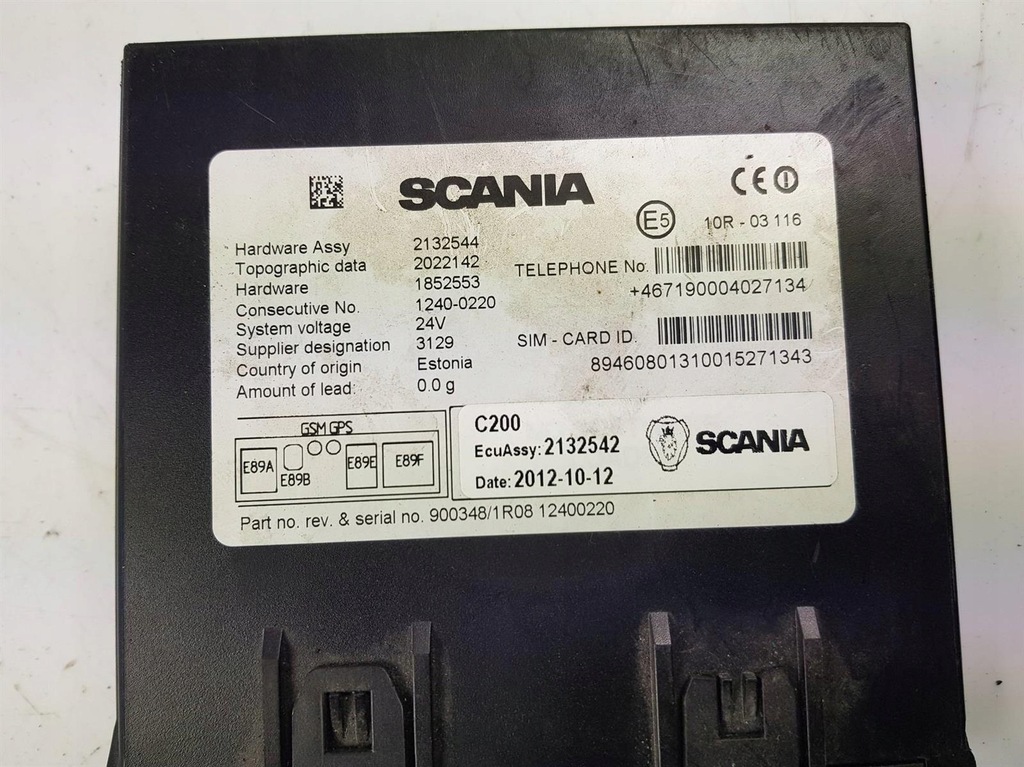 SCANIA
CE
E5 10R - 03 116
Hardware Assy 2132544
Topographic data 2022142
Hardware 1852553
Consecutive No. 1240-0220
System voltage 24V
Supplier designation 3129
Country of origin Estonia
Amount of lead: 0.0 g
TELEPHONE No.
+467190004027134
SIM - CARD ID.
89460801310015271343
GSM GPS
E89A E89B E89E E89F
C200
EcuAssy: 2132542
Date: 2012-10-12
SCANIA
Part no. rev. & serial no. 900348/1R08 12400220